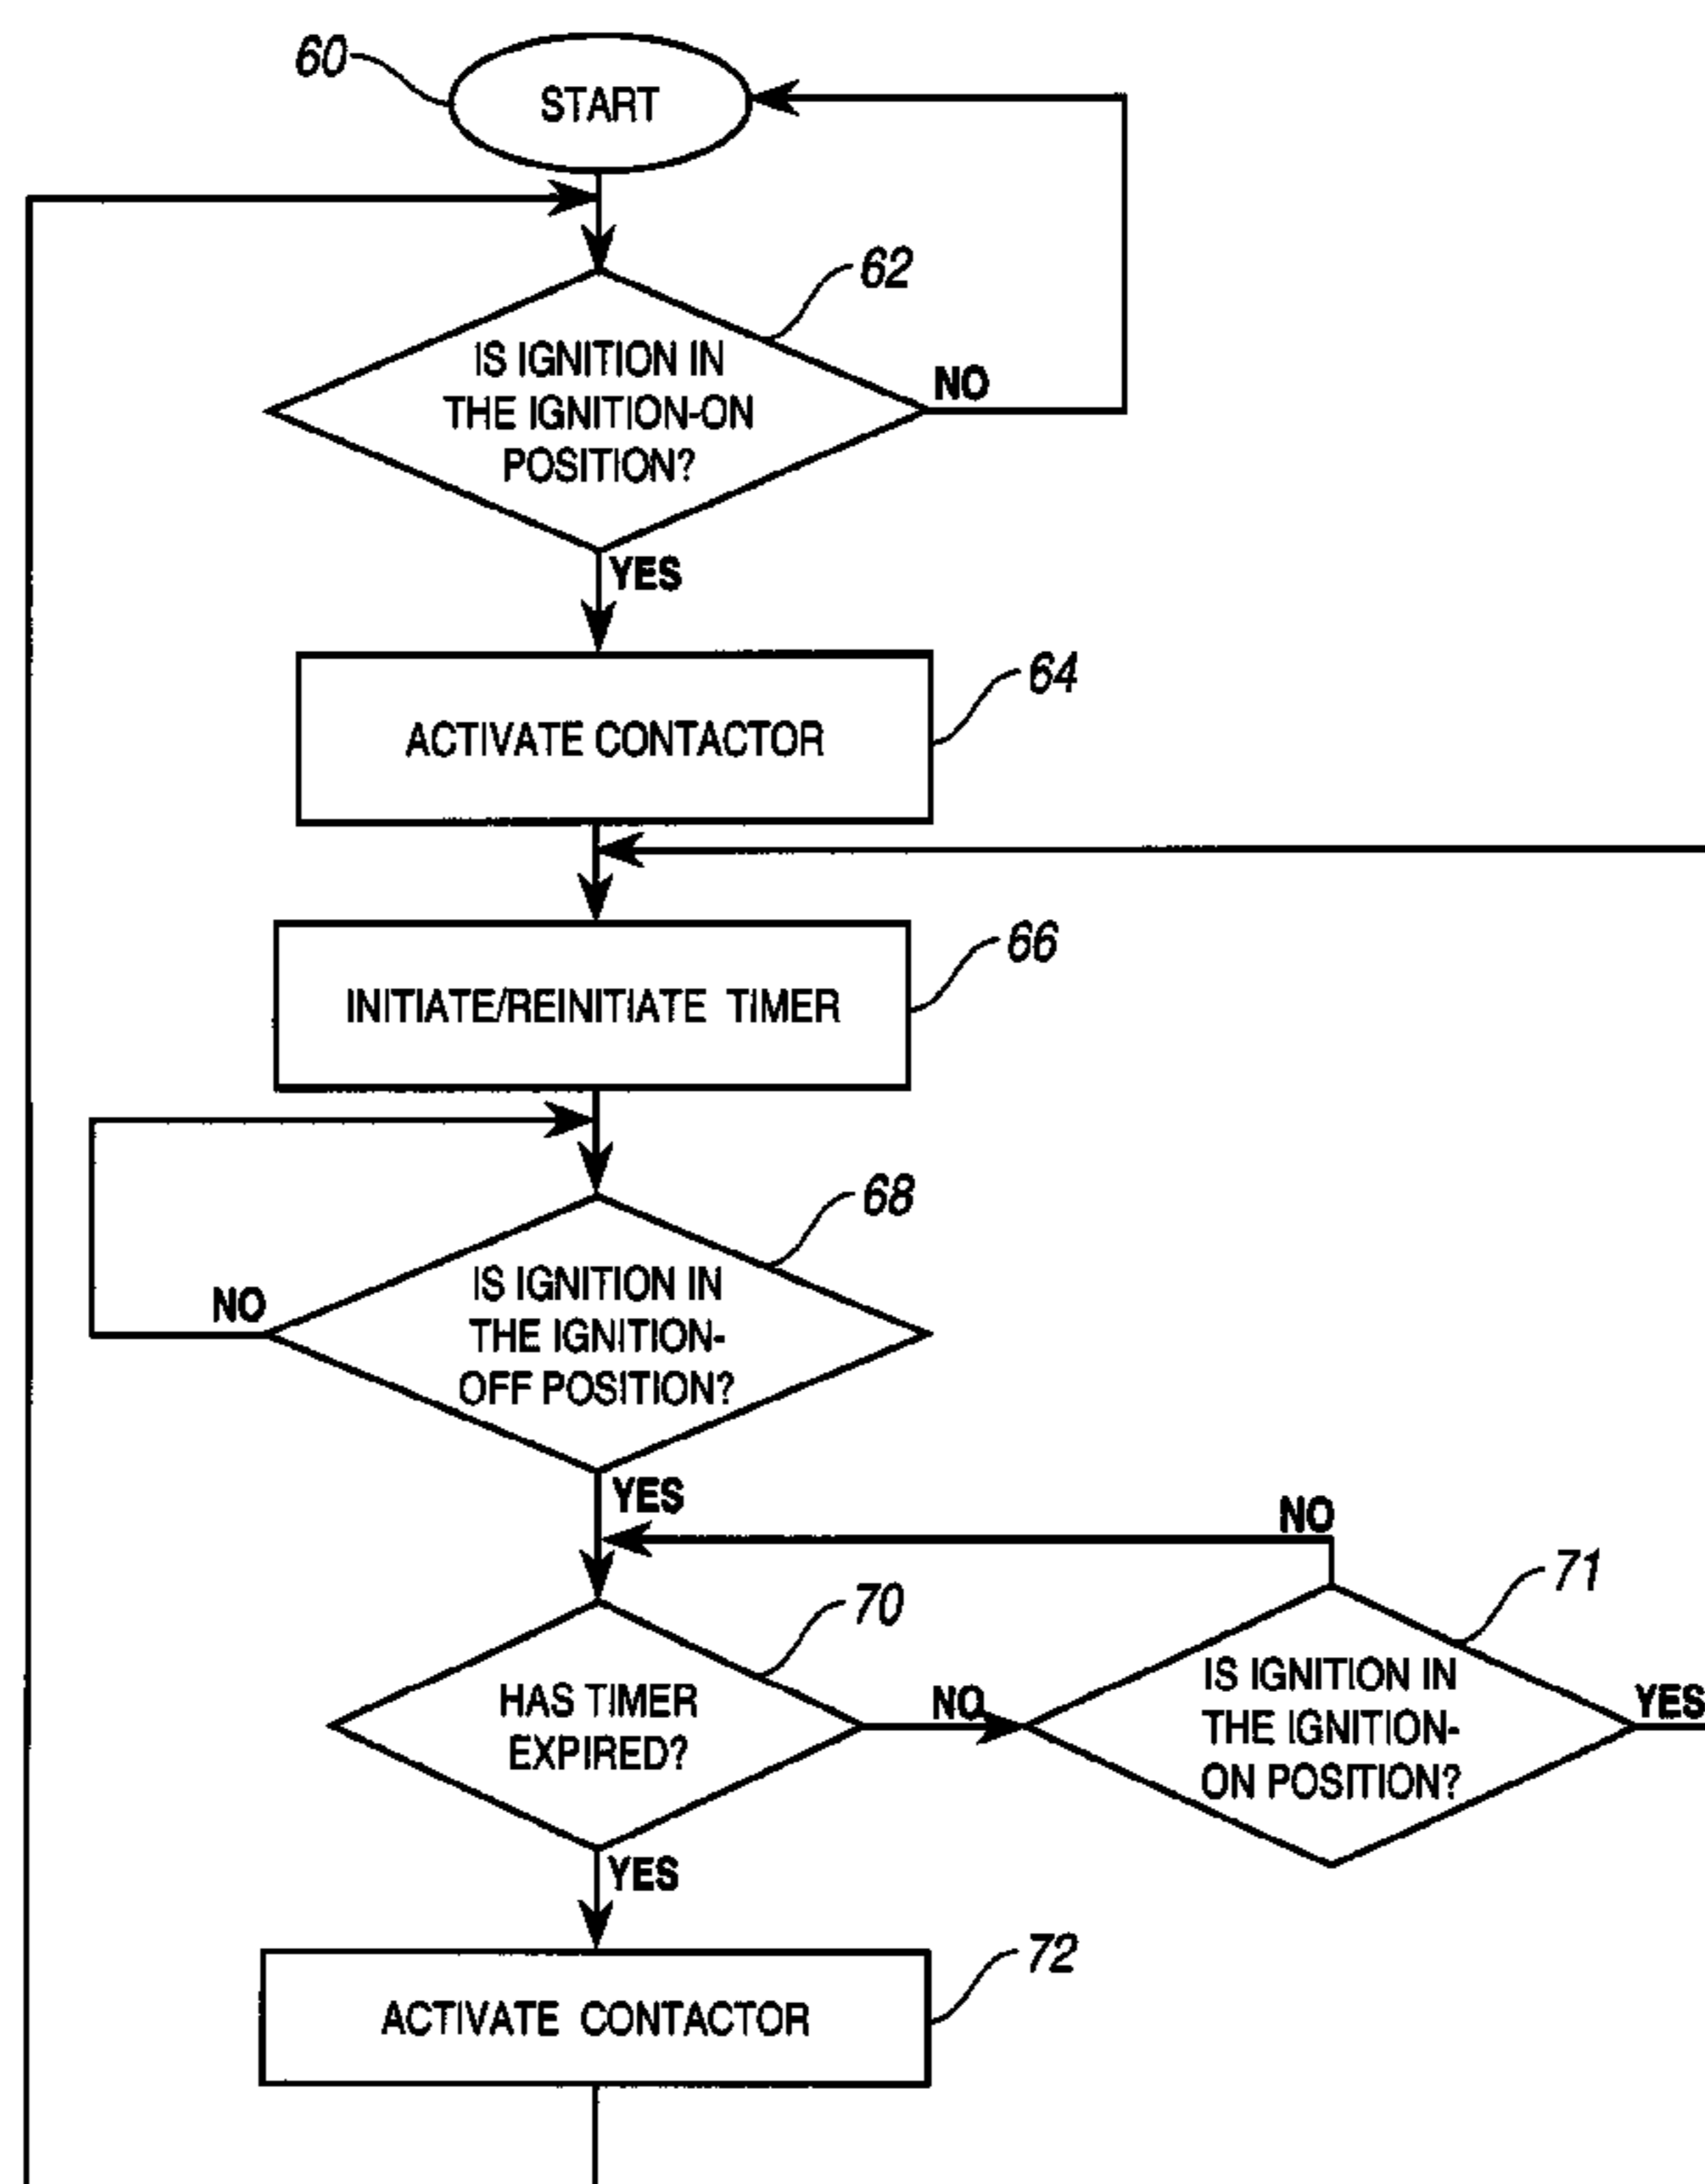 60
START
62
IS IGNITION IN
THE IGNITION-ON
POSITION?
NO
YES
64
ACTIVATE CONTACTOR
66
INITIATE/REINITIATE TIMER
68
IS IGNITION IN
THE IGNITION-
OFF POSITION?
NO
YES
NO
70
71
HAS TIMER
EXPIRED?
NO
IS IGNITION IN
THE IGNITION-
ON POSITION?
YES
YES
72
ACTIVATE CONTACTOR